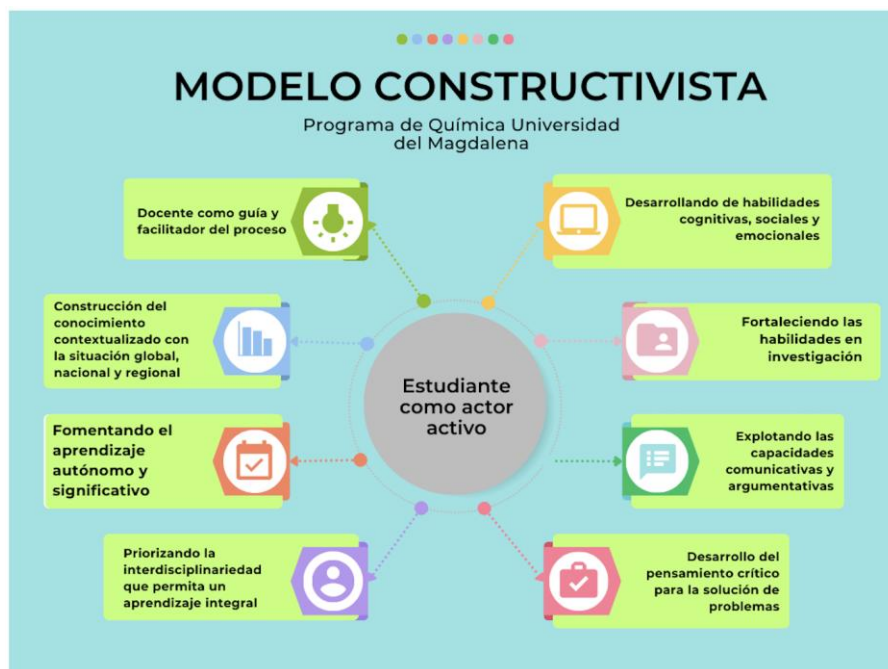 MODELO CONSTRUCTIVISTA
Programa de Química Universidad
del Magdalena
Docente como guía y
facilitador del proceso
Desarrollando de habilidades
cognitivas, sociales y
emocionales
Construcción del
conocimiento
contextualizado con
la situación global,
nacional y regional
Fortaleciendo las
habilidades en
investigación
Estudiante
como actor
activo
Fomentando el
aprendizaje
autónomo y
significativo
Explotando las
capacidades
comunicativas y
argumentativas
Priorizando la
interdisciplinariedad
que permita un
aprendizaje integral
Desarrollo del
pensamiento crítico
para la solución de
problemas